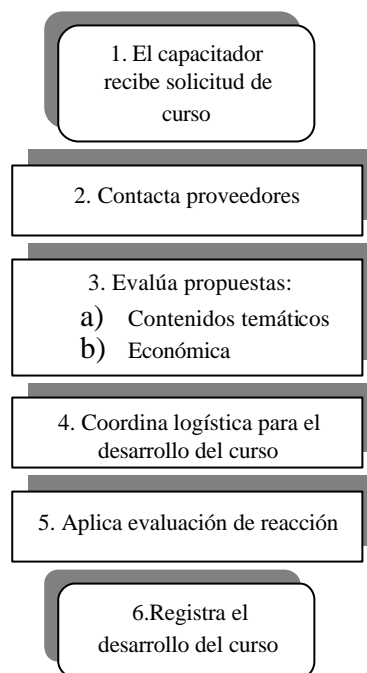 1. El capacitador
recibe solicitud de
curso
2. Contacta proveedores
3. Evalúa propuestas:
a) Contenidos temáticos
b) Económica
4. Coordina logística para el
desarrollo del curso
5. Aplica evaluación de reacción
6.Registra el
desarrollo del curso